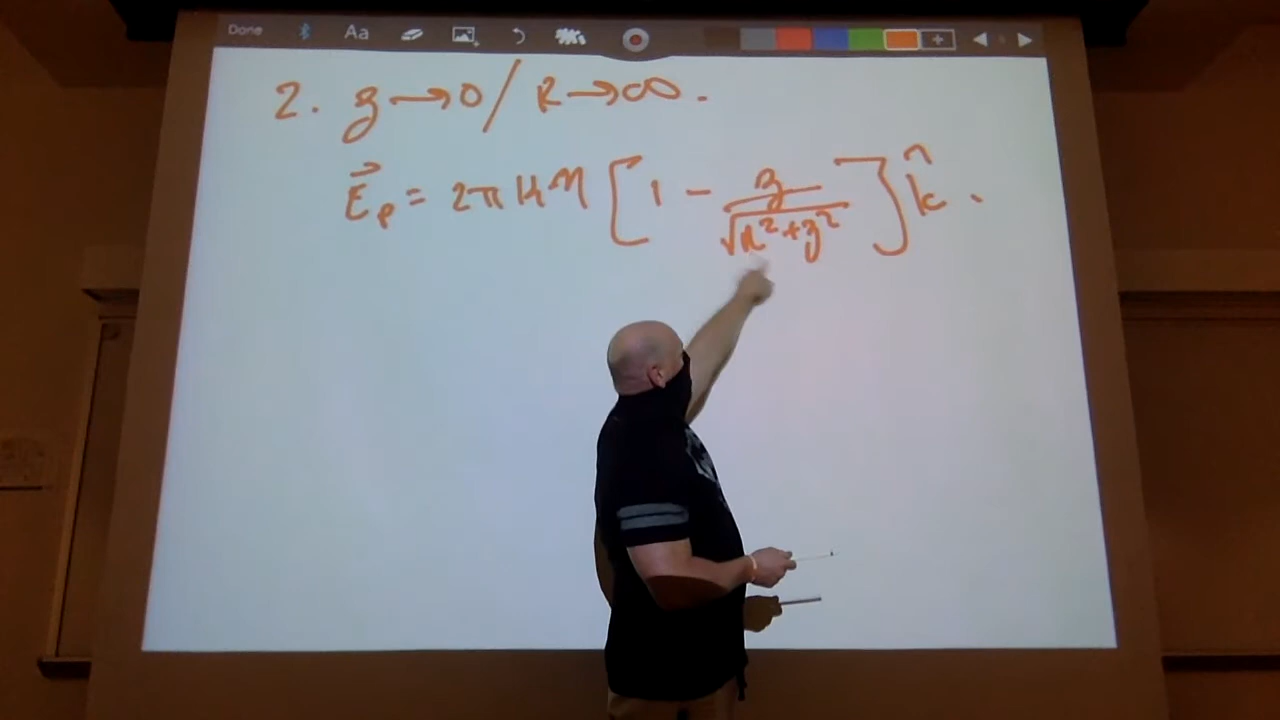 Done Aa
2. z → 0 / R → ∞.
E⃗ₚ = 2πkη [ 1 - z / √(R² + z²) ] k̂.